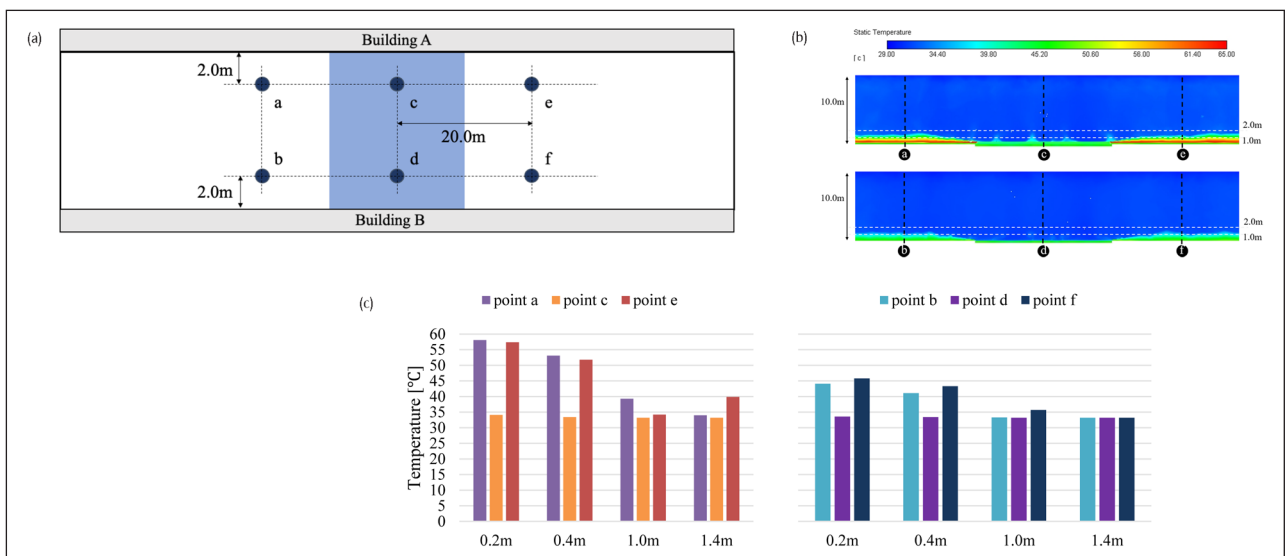 (a)
Building A
2.0m
a
c
e
20.0m
b
d
f
2.0m
Building B
(b)
Static Temperature
[ c ]
29.00 34.40 39.80 45.20 50.60 56.00 61.40 65.00
10.0m
2.0m
1.0m
a c e
10.0m
2.0m
1.0m
b d f
(c)
point a point c point e
point b point d point f
Temperature [℃]
60
55
50
45
40
35
30
25
20
15
10
5
0
0.2m 0.4m 1.0m 1.4m
0.2m 0.4m 1.0m 1.4m